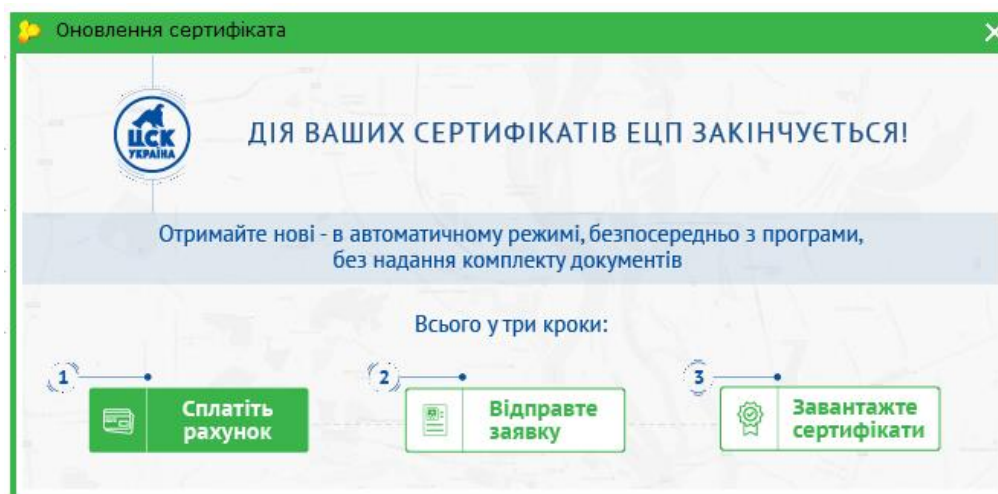 Оновлення сертифіката
ЦСК
УКРАЇНА
ДІЯ ВАШИХ СЕРТИФІКАТІВ ЕЦП ЗАКІНЧУЄТЬСЯ!
Отримайте нові - в автоматичному режимі, безпосередньо з програми,
без надання комплекту документів
Всього у три кроки:
1
Сплатіть
рахунок
2
Відправте
заявку
3
Завантажте
сертифікати